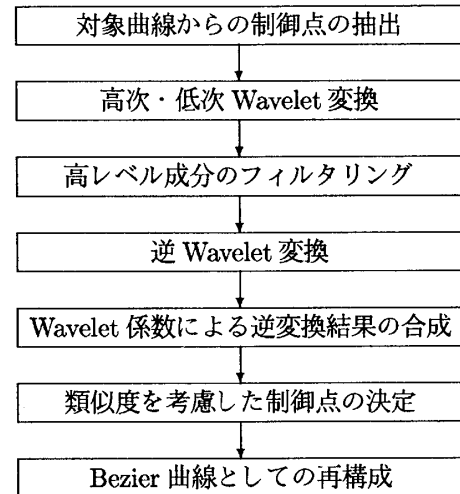 対象曲線からの制御点の抽出
高次・低次 Wavelet 変換
高レベル成分のフィルタリング
逆 Wavelet 変換
Wavelet 係数による逆変換結果の合成
類似度を考慮した制御点の決定
Bezier 曲線としての再構成